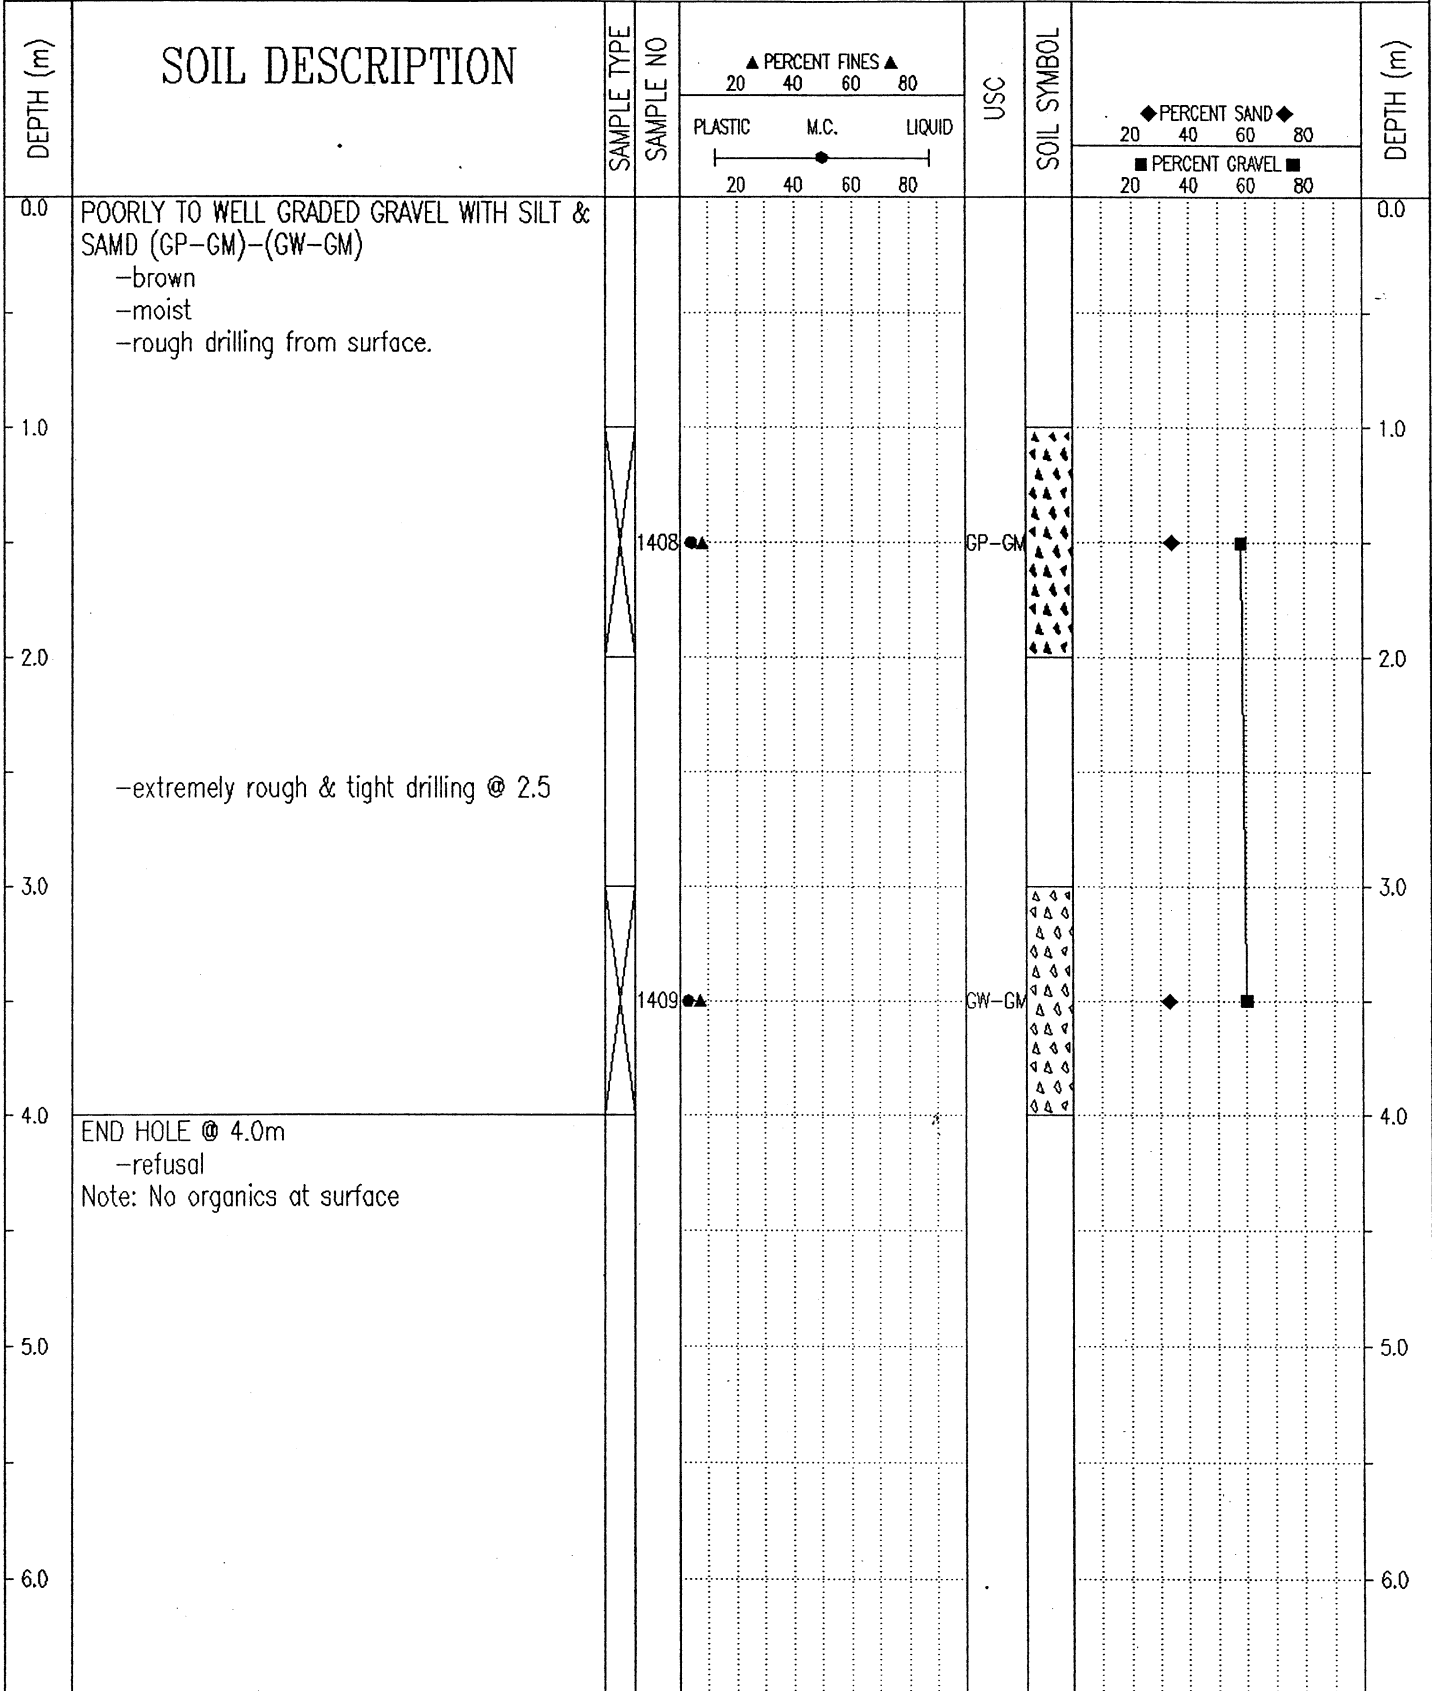 DEPTH (m)
SOIL DESCRIPTION
SAMPLE TYPE
SAMPLE NO
▲ PERCENT FINES ▲
20 40 60 80
PLASTIC M.C. LIQUID
20 40 60 80
USC
SOIL SYMBOL
◆PERCENT SAND◆
20 40 60 80
■ PERCENT GRAVEL ■
20 40 60 80
DEPTH (m)
0.0
POORLY TO WELL GRADED GRAVEL WITH SILT &
SAMD (GP-GM)-(GW-GM)
-brown
-moist
-rough drilling from surface.
0.0
1.0
1.0
1408
GP-GM
2.0
2.0
-extremely rough & tight drilling @ 2.5
3.0
3.0
1409
GW-GM
4.0
4.0
END HOLE @ 4.0m
-refusal
Note: No organics at surface
5.0
5.0
6.0
6.0